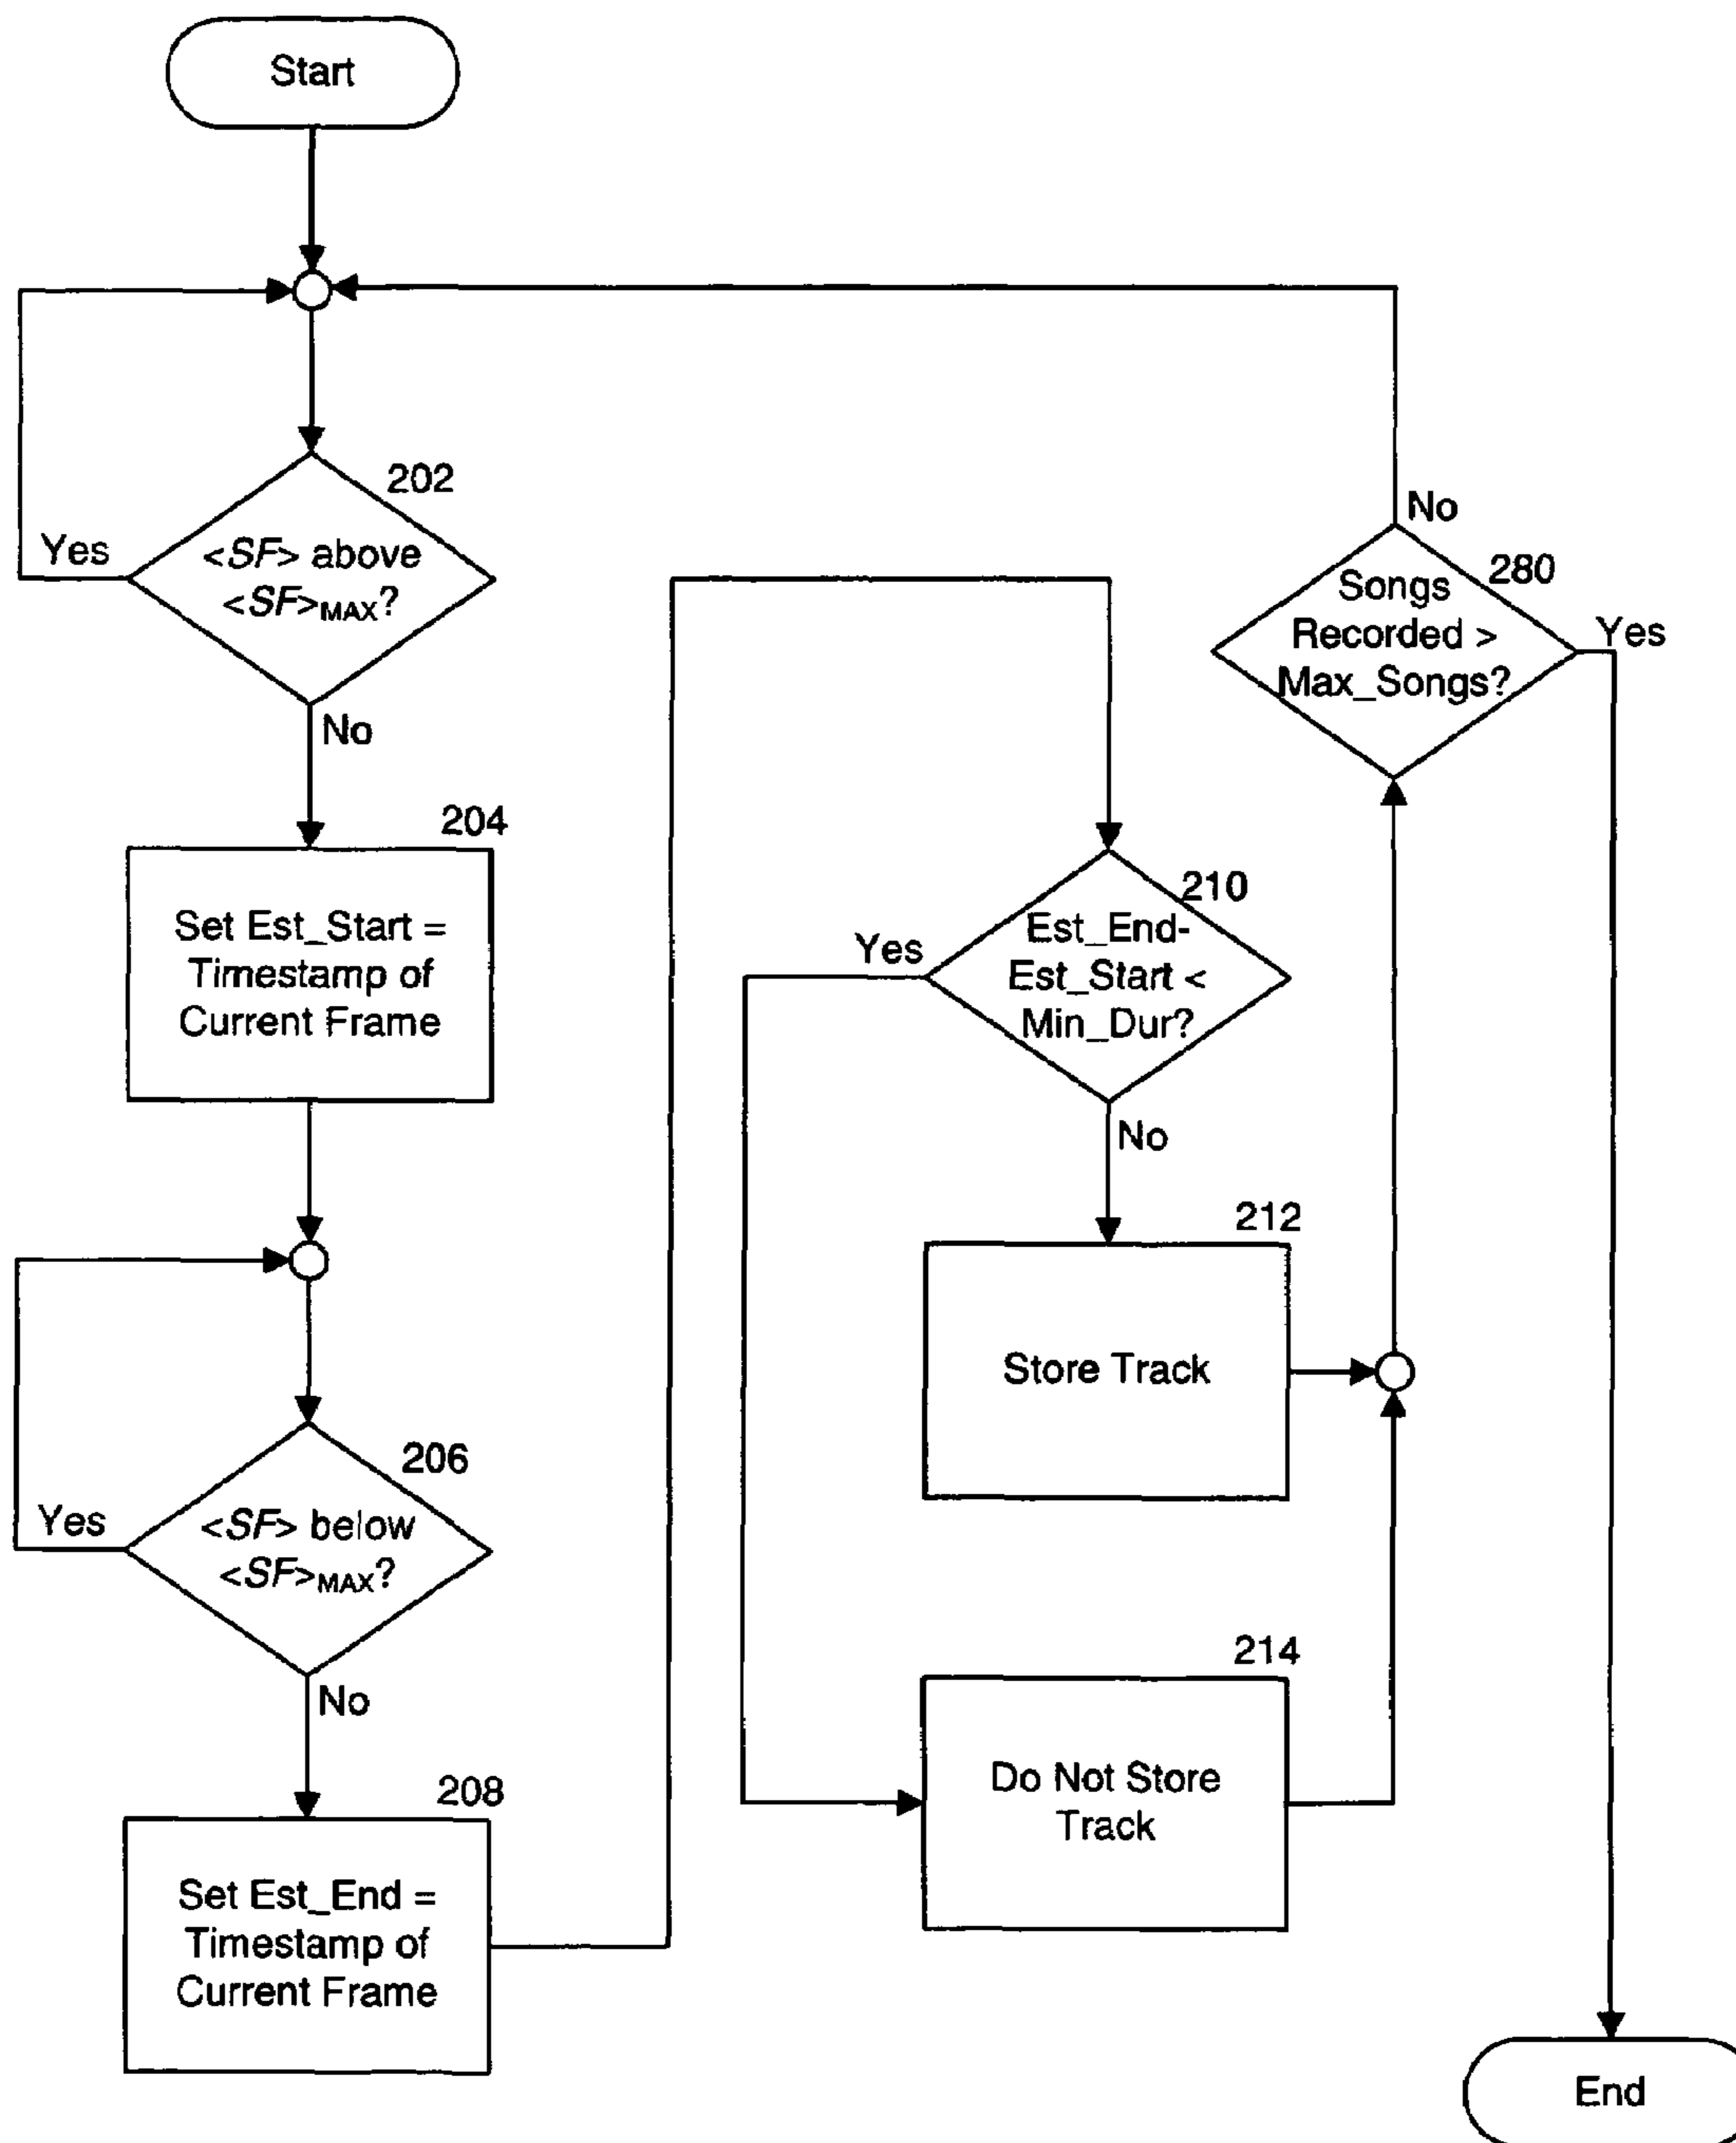 Start
202
Yes
<SF> above
<SF>MAX?
No
204
Set Est_Start =
Timestamp of
Current Frame
206
Yes
<SF> below
<SF>MAX?
No
208
Set Est_End =
Timestamp of
Current Frame
210
Yes
Est_End-
Est_Start <
Min_Dur?
No
212
Store Track
214
Do Not Store
Track
No
280
Songs
Recorded >
Max_Songs?
Yes
End